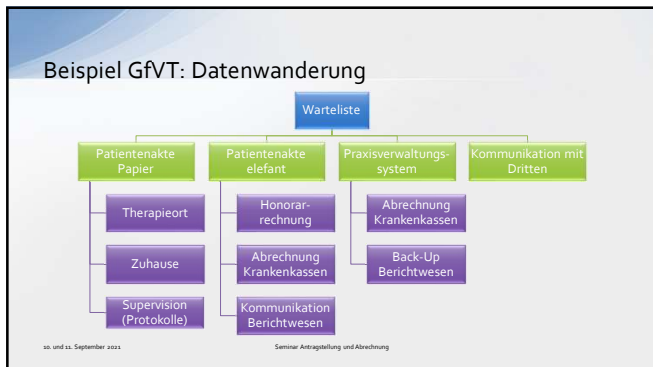 Beispiel GfVT: Datenwanderung
Warteliste
Patientenakte
Papier
Patientenakte
elefant
Praxisverwaltungs-
system
Kommunikation mit
Dritten
Therapieort
Honorar-
rechnung
Abrechnung
Krankenkassen
Zuhause
Abrechnung
Krankenkassen
Back-Up
Berichtwesen
Supervision
(Protokolle)
Kommunikation
Berichtwesen
10. und 11. September 2021
Seminar Antragstellung und Abrechnung